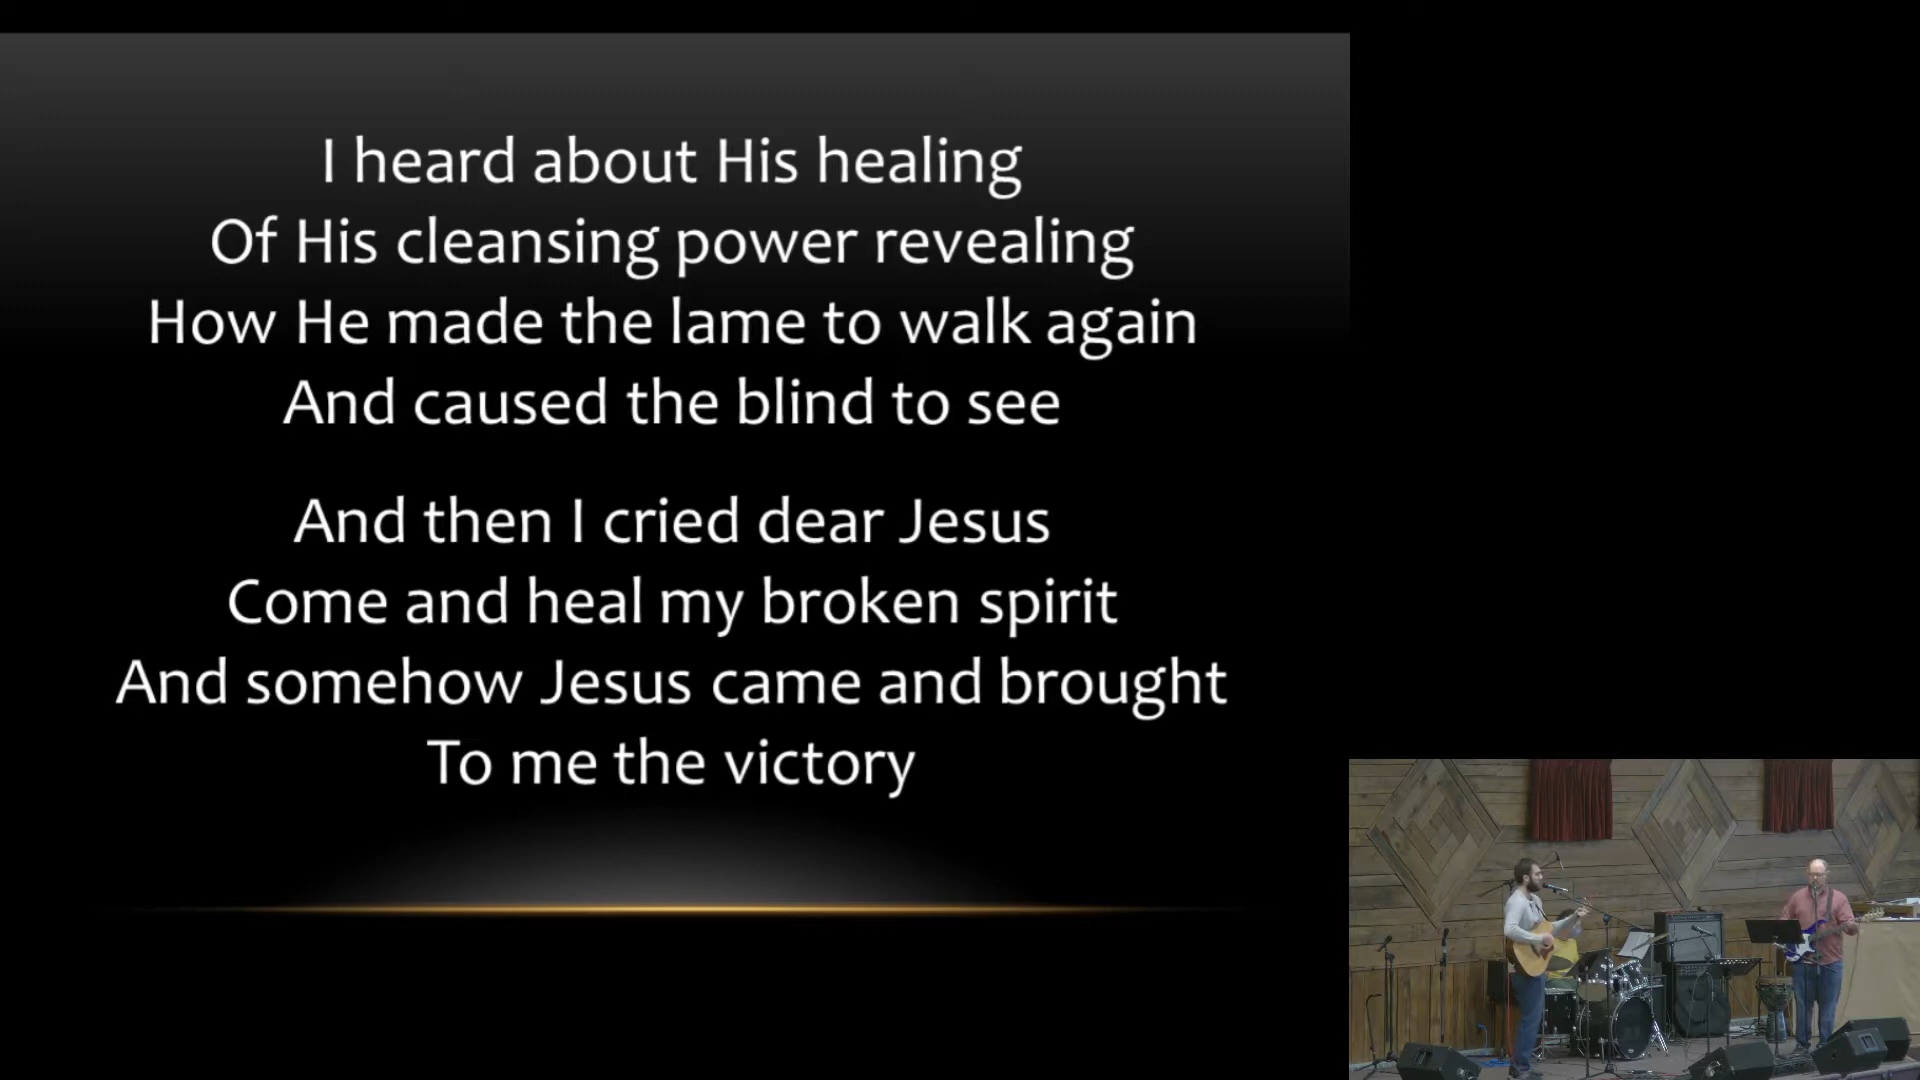 I heard about His healing
Of His cleansing power revealing
How He made the lame to walk again
And caused the blind to see
And then I cried dear Jesus
Come and heal my broken spirit
And somehow Jesus came and brought
To me the victory